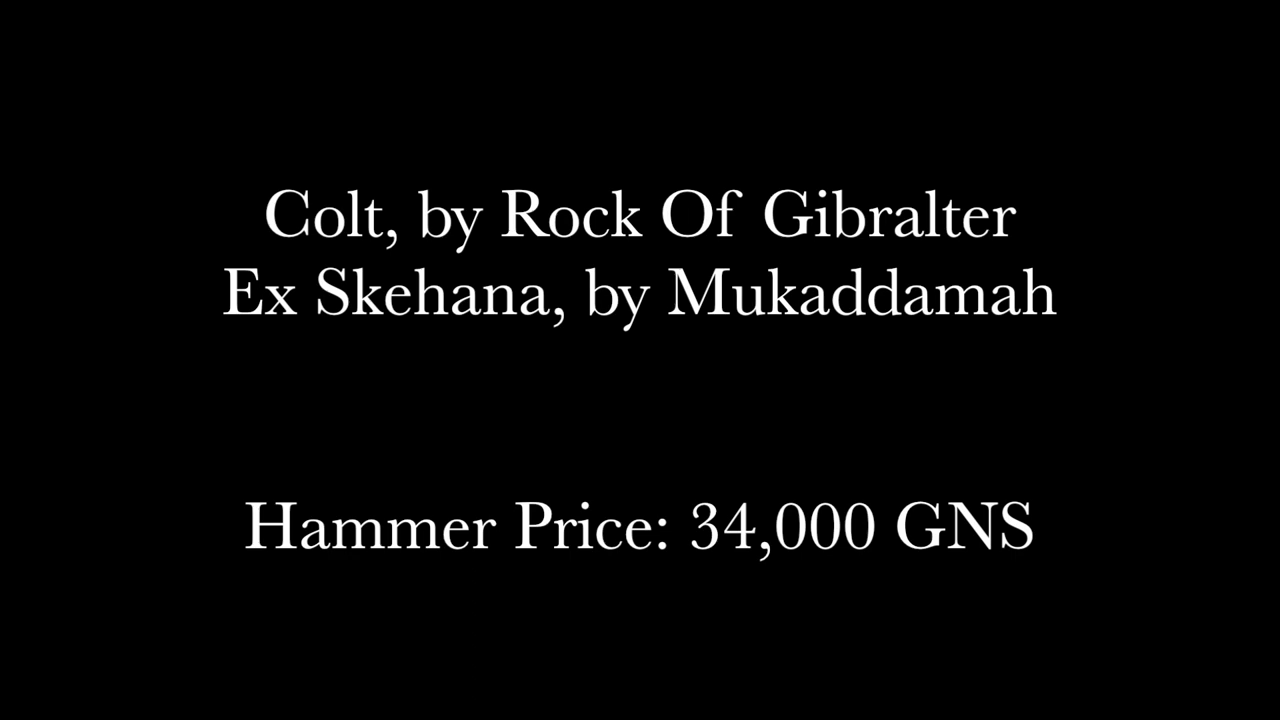 Colt, by Rock Of Gibralter
Ex Skehana, by Mukaddamah
Hammer Price: 34,000 GNS